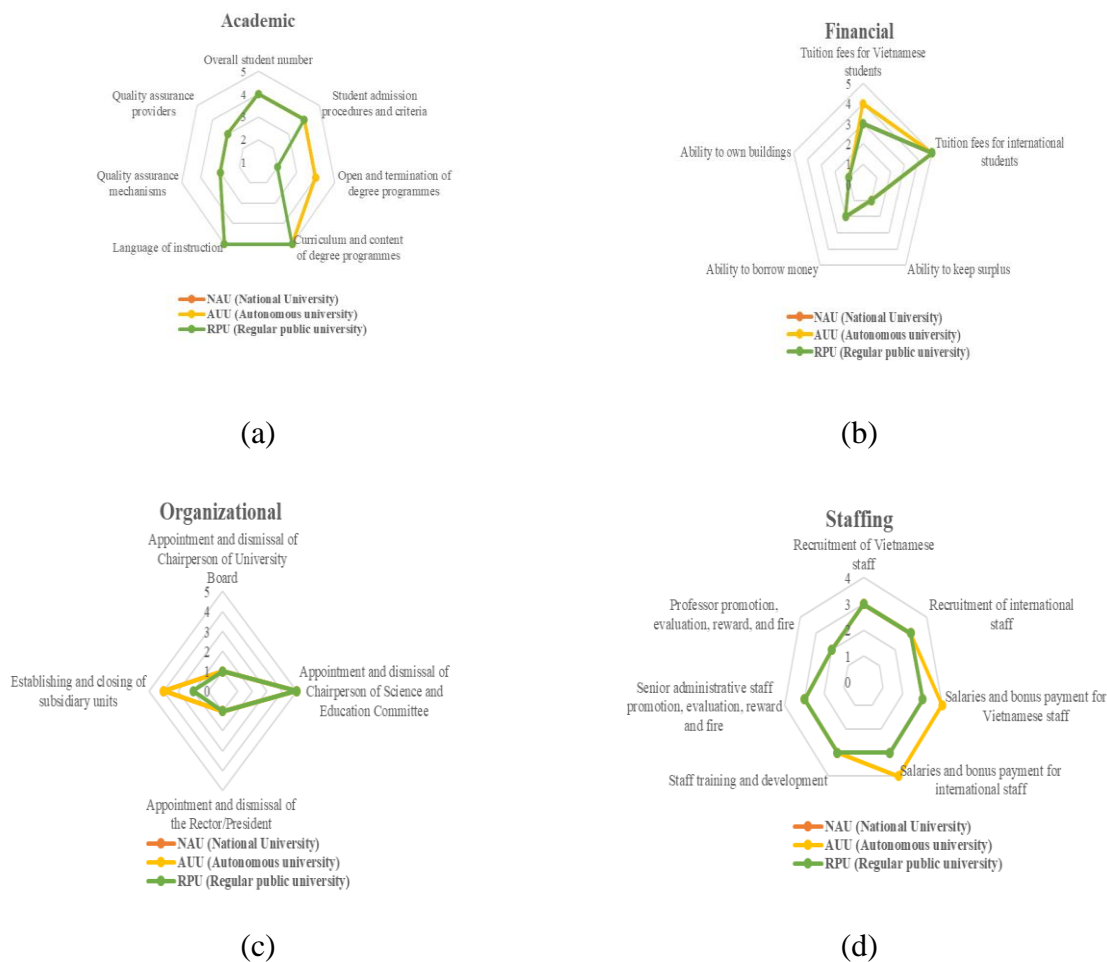 Academic
Overall student number
5
4
3
2
1
Quality assurance
providers
Student admission
procedures and criteria
Quality assurance
mechanisms
Open and termination of
degree programmes
Language of instruction
Curriculum and content
of degree programmes
NAU (National University)
AUU (Autonomous university)
RPU (Regular public university)
(a)
Financial
Tuition fees for Vietnamese
students
5
4
3
2
1
0
Ability to own buildings
Tuition fees for international
students
Ability to borrow money
Ability to keep surplus
NAU (National University)
AUU (Autonomous university)
RPU (Regular public university)
(b)
Organizational
Appointment and dismissal of
Chairperson of University
Board
5
4
3
2
1
0
Establishing and closing of
subsidiary units
Appointment and dismissal of
Chairperson of Science and
Education Committee
Appointment and dismissal of
the Rector/President
NAU (National University)
AUU (Autonomous university)
RPU (Regular public university)
(c)
Staffing
Recruitment of Vietnamese
staff
4
3
2
1
0
Professor promotion,
evaluation, reward, and fire
Recruitment of international
staff
Senior administrative staff
promotion, evaluation, reward
and fire
Salaries and bonus payment for
Vietnamese staff
Staff training and development
Salaries and bonus payment for
international staff
NAU (National University)
AUU (Autonomous university)
RPU (Regular public university)
(d)